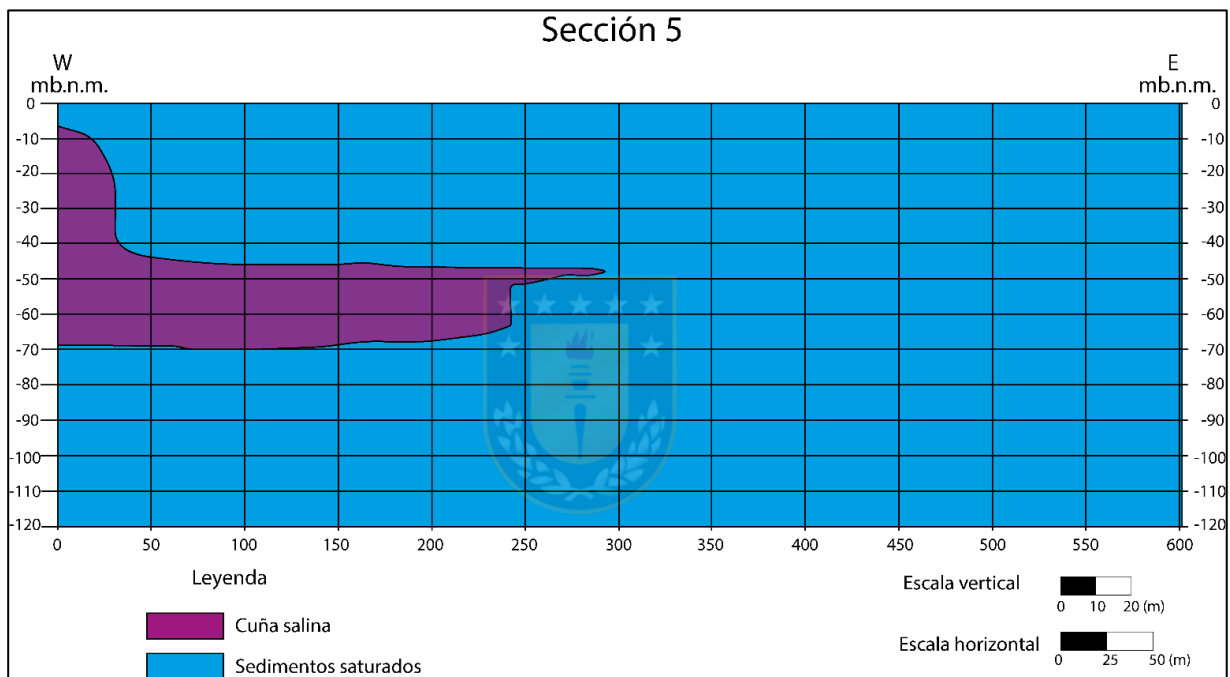 Sección 5
W E
mb.n.m. mb.n.m.
0 0
-10 -10
-20 -20
-30 -30
-40 -40
-50 -50
-60 -60
-70 -70
-80 -80
-90 -90
-100 -100
-110 -110
-120 -120
0 50 100 150 200 250 300 350 400 450 500 550 600
Leyenda
Cuña salina
Sedimentos saturados
Escala vertical
0 10 20 (m)
Escala horizontal
0 25 50 (m)